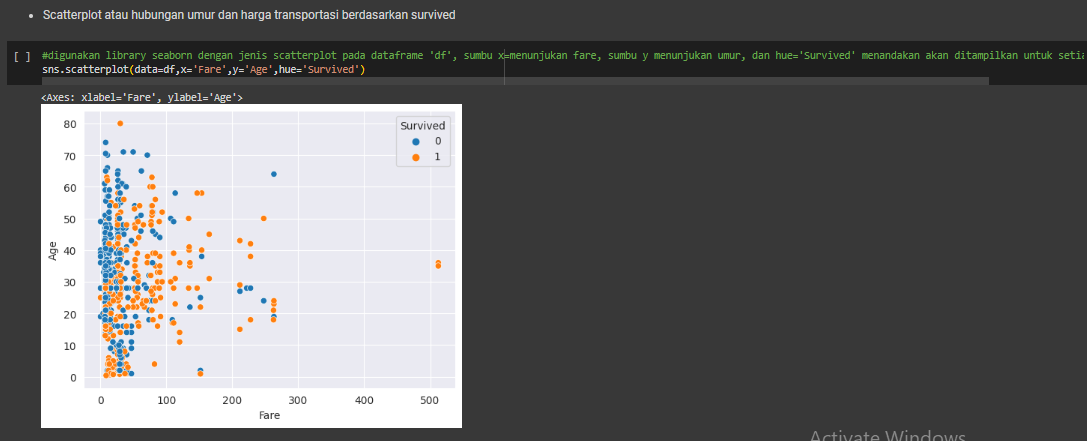 Scatterplot atau hubungan umur dan harga transportasi berdasarkan survived
[ ] #digunakan library seaborn dengan jenis scatterplot pada dataframe 'df', sumbu x=menunjukan fare, sumbu y menunjukan umur, dan hue='Survived' menandakan akan ditampilkan untuk setia
sns.scatterplot(data=df,x='Fare',y='Age',hue='Survived')
<Axes: xlabel='Fare', ylabel='Age'>
Survived
0
1
80
70
60
50
40
30
20
10
0
Age
0 100 200 300 400 500
Fare
Activate Windows